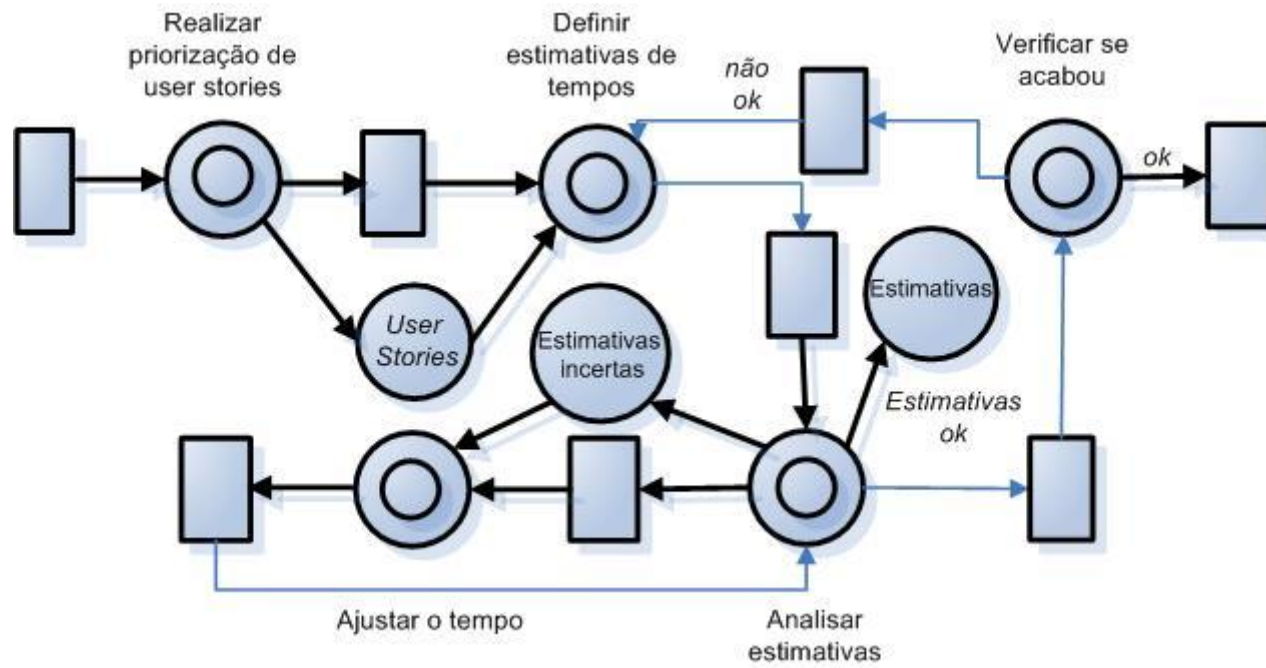 Realizar
priorização de
user stories
Definir
estimativas de
tempos
não
ok
Verificar se
acabou
ok
User
Stories
Estimativas
incertas
Estimativas
Estimativas
ok
Ajustar o tempo
Analisar
estimativas